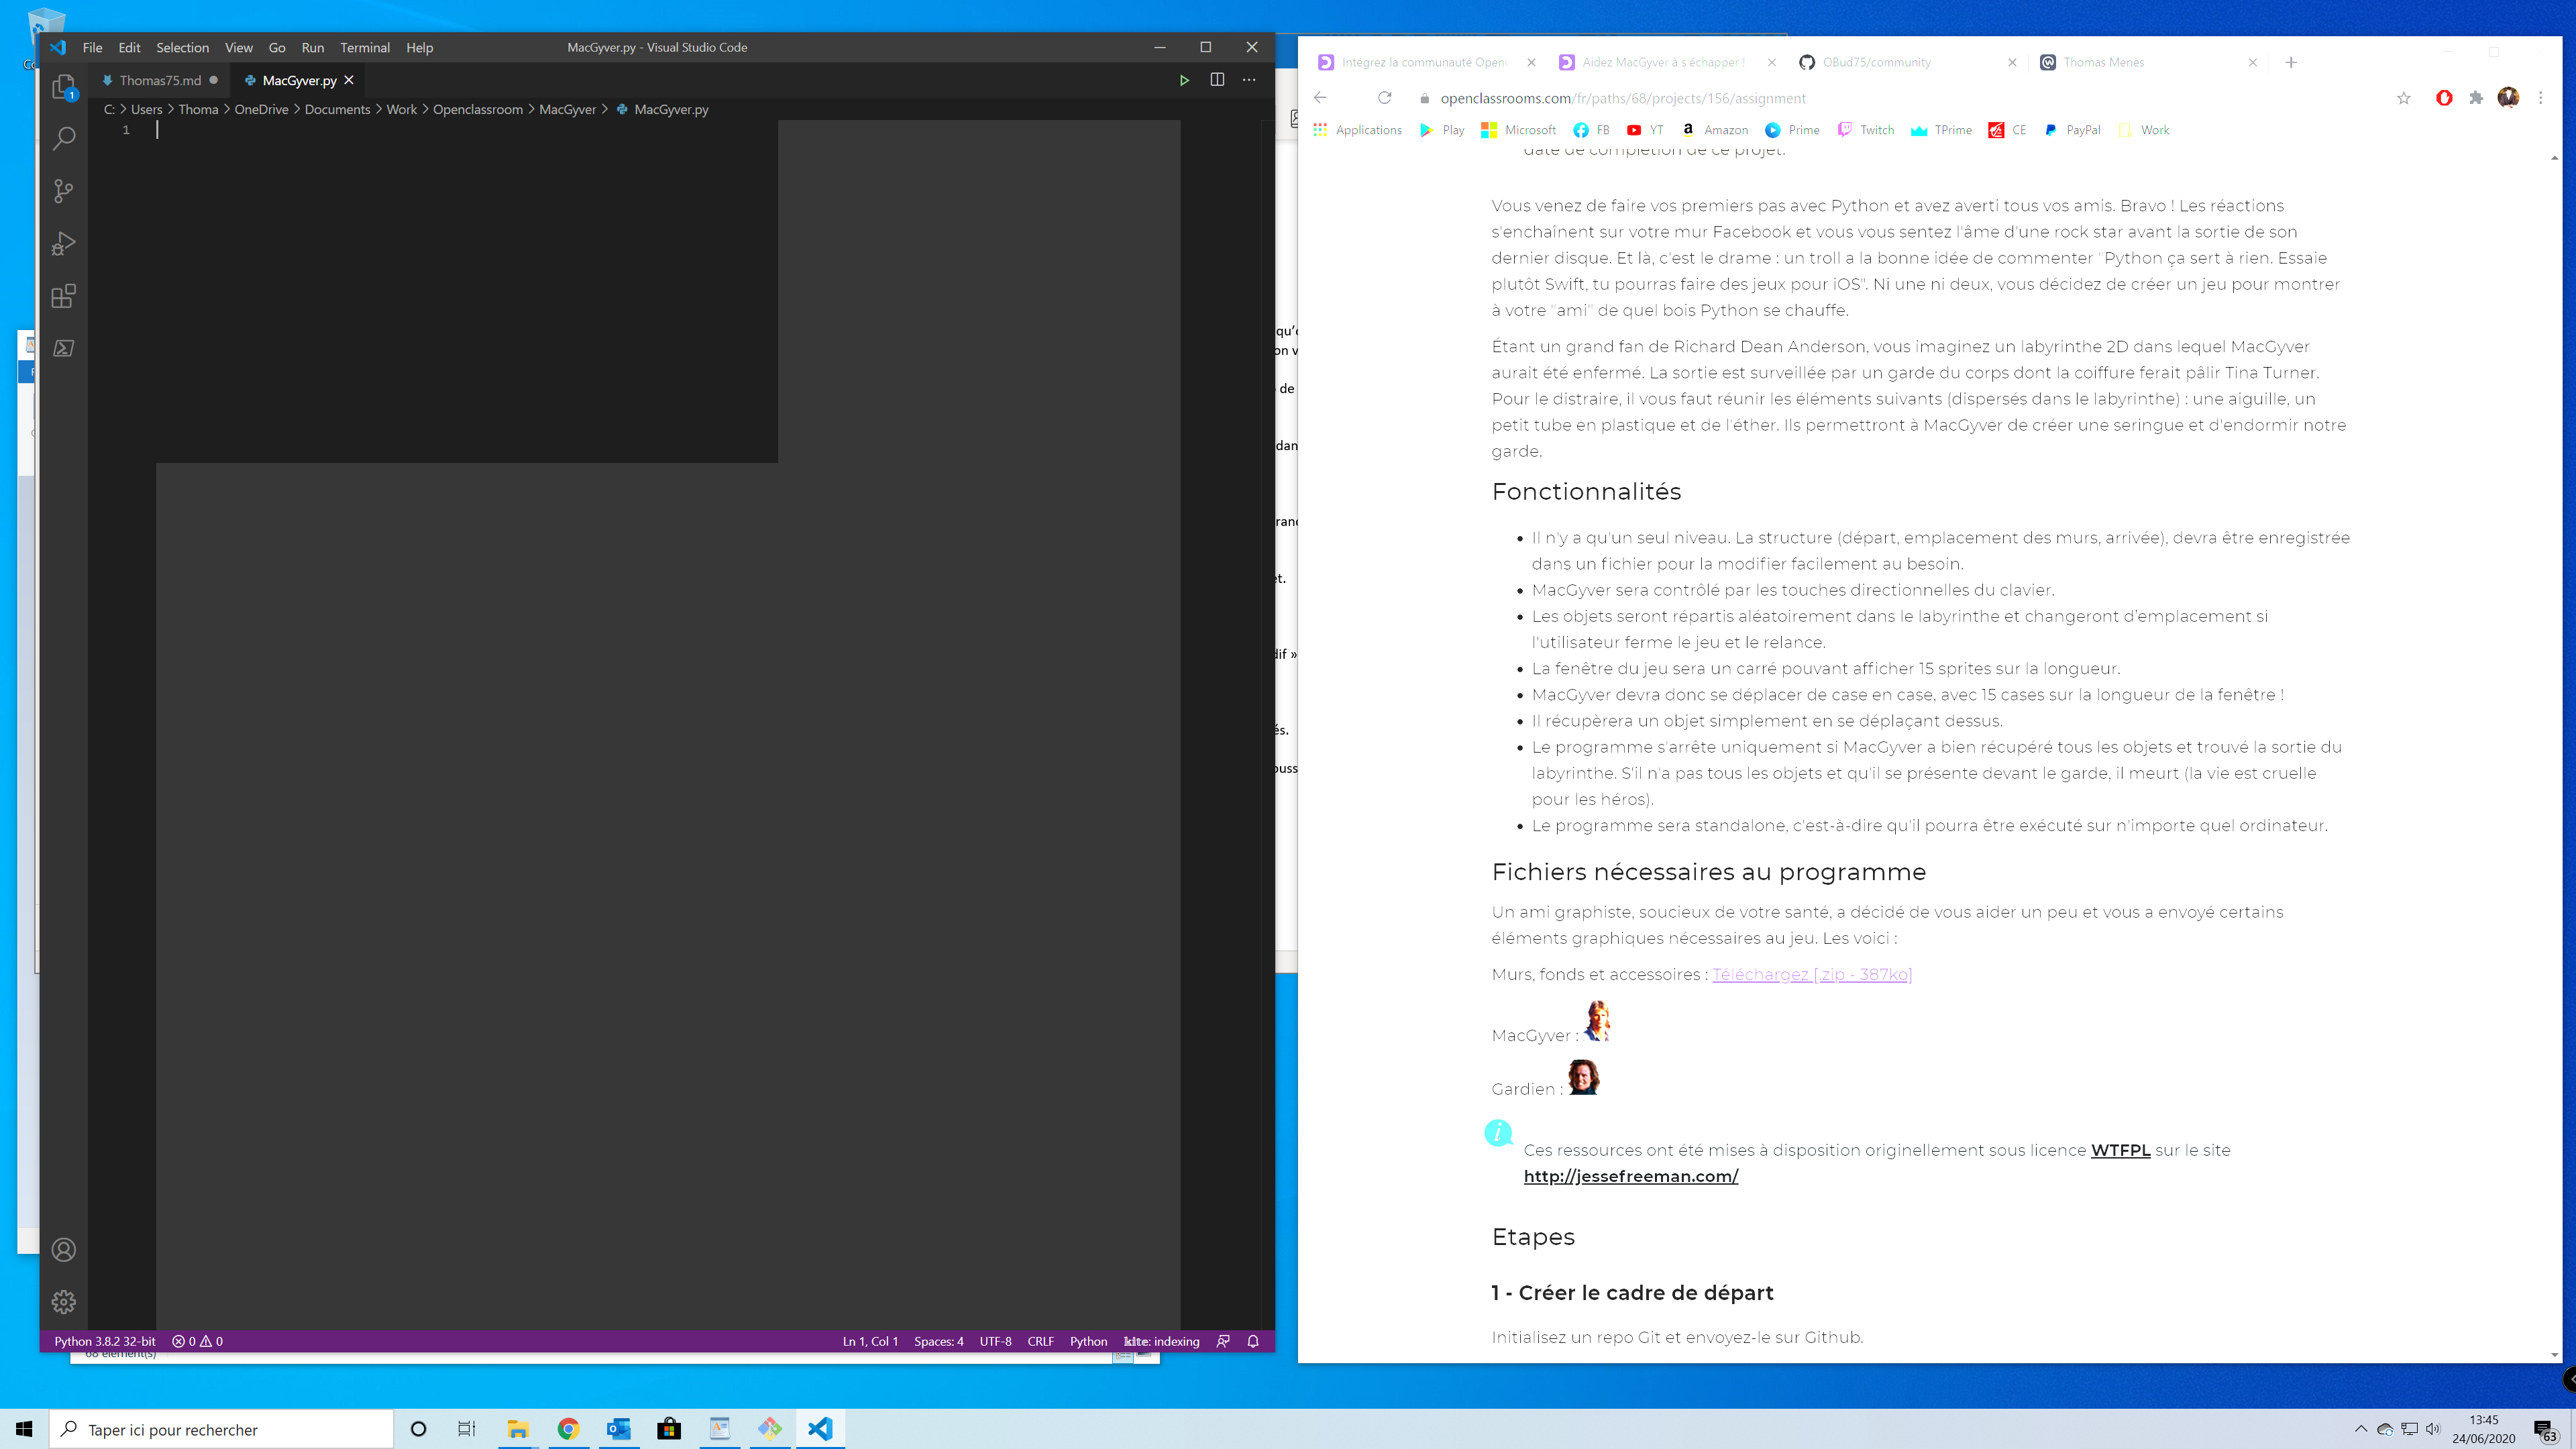 File Edit Selection View Go Run Terminal Help
MacGyver.py - Visual Studio Code
Thomas75.md
MacGyver.py
C: > Users > Thoma > OneDrive > Documents > Work > Openclassroom > MacGyver > MacGyver.py
1
1
Python 3.8.2 32-bit
0 0
Ln 1, Col 1
Spaces: 4
UTF-8
CRLF
Python
kite: indexing
68 élément(s)
Intégrez la communauté Open
Aidez MacGyver à s'échapper !
OBud75/community
Thomas Menes
openclassrooms.com/fr/paths/68/projects/156/assignment
Applications Play Microsoft FB YT Amazon Prime Twitch TPrime CE PayPal Work
date de complétion de ce projet.
Vous venez de faire vos premiers pas avec Python et avez averti tous vos amis. Bravo ! Les réactions
s'enchaînent sur votre mur Facebook et vous vous sentez l'âme d'une rock star avant la sortie de son
dernier disque. Et là, c'est le drame : un troll a la bonne idée de commenter "Python ça sert à rien. Essaie
plutôt Swift, tu pourras faire des jeux pour iOS". Ni une ni deux, vous décidez de créer un jeu pour montrer
à votre "ami" de quel bois Python se chauffe.
Étant un grand fan de Richard Dean Anderson, vous imaginez un labyrinthe 2D dans lequel MacGyver
aurait été enfermé. La sortie est surveillée par un garde du corps dont la coiffure ferait pâlir Tina Turner.
Pour le distraire, il vous faut réunir les éléments suivants (dispersés dans le labyrinthe) : une aiguille, un
petit tube en plastique et de l'éther. Ils permettront à MacGyver de créer une seringue et d'endormir notre
garde.
Fonctionnalités
• Il n'y a qu'un seul niveau. La structure (départ, emplacement des murs, arrivée), devra être enregistrée
dans un fichier pour la modifier facilement au besoin.
• MacGyver sera contrôlé par les touches directionnelles du clavier.
• Les objets seront répartis aléatoirement dans le labyrinthe et changeront d'emplacement si
l'utilisateur ferme le jeu et le relance.
• La fenêtre du jeu sera un carré pouvant afficher 15 sprites sur la longueur.
• MacGyver devra donc se déplacer de case en case, avec 15 cases sur la longueur de la fenêtre !
• Il récupèrera un objet simplement en se déplaçant dessus.
• Le programme s'arrête uniquement si MacGyver a bien récupéré tous les objets et trouvé la sortie du
labyrinthe. S'il n'a pas tous les objets et qu'il se présente devant le garde, il meurt (la vie est cruelle
pour les héros).
• Le programme sera standalone, c'est-à-dire qu'il pourra être exécuté sur n'importe quel ordinateur.
Fichiers nécessaires au programme
Un ami graphiste, soucieux de votre santé, a décidé de vous aider un peu et vous a envoyé certains
éléments graphiques nécessaires au jeu. Les voici :
Murs, fonds et accessoires : Téléchargez [.zip - 387ko]
MacGyver :
Gardien :
Ces ressources ont été mises à disposition originellement sous licence WTFPL sur le site
http://jessefreeman.com/
Etapes
1 - Créer le cadre de départ
Initialisez un repo Git et envoyez-le sur Github.
Taper ici pour rechercher
13:45
24/06/2020
63